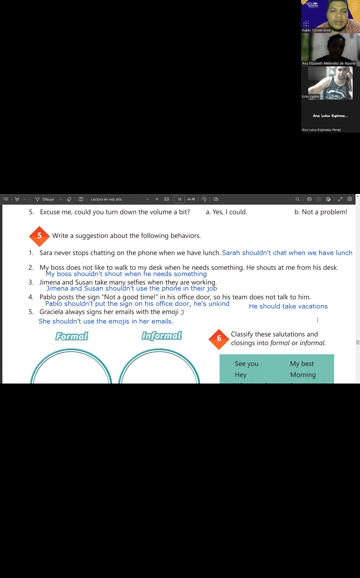 Ana Luisa Espinos...
Ana Luisa Espinoza Perez
5. Excuse me, could you turn down the volume a bit? a. Yes, I could. b. Not a problem!
5 Write a suggestion about the following behaviors.
1. Sara never stops chatting on the phone when we have lunch. Sarah shouldn't chat when we have lunch
2. My boss does not like to walk to my desk when he needs something. He shouts at me from his desk.
My boss shouldn't shout when he needs something
3. Jimena and Susan take many selfies when they are working.
Jimena and Susan shouldn't use the phone in their job
4. Pablo posts the sign "Not a good time!" in his office door, so his team does not talk to him.
Pablo shouldn't put the sign on his office door, he's unkind He should take vacations
5. Graciela always signs her emails with the emoji ;)
She shouldn't use the emojis in her emails.
Formal Informal
6 Classify these salutations and
closings into formal or informal.
See you My best
Hey Morning